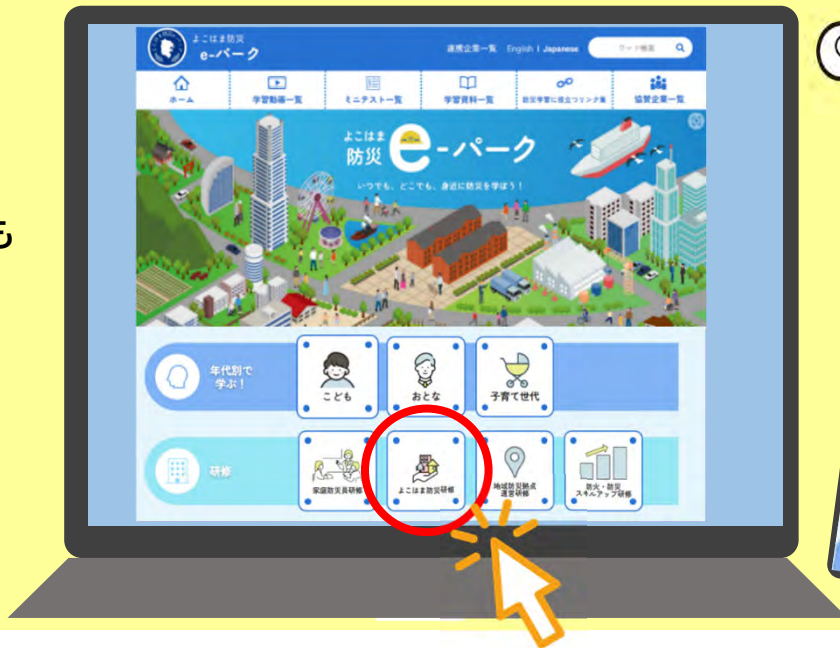 よこはま防災
e-パーク
連携企業一覧 English | Japanese ワード検索
ホーム 学習動画一覧 ミニテスト一覧 学習資料一覧 防災学習に役立つリンク集 協賛企業一覧
よこはま
防災 e-パーク
いつでも、どこでも、身近に防災を学ぼう!
も
年代別で
学ぶ!
こども おとな 子育て世代
研修
家庭防災員研修 よこはま防災研修 地域防災拠点
運営研修 防火・防災
スキルアップ研修